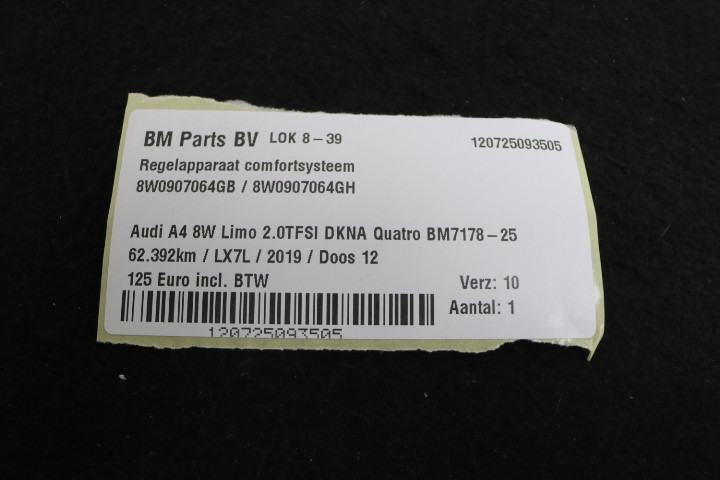 BM Parts BV LOK 8-39 120725093505
Regelapparaat comfortsysteem
8W0907064GB / 8W0907064GH
Audi A4 8W Limo 2.0TFSI DKNA Quatro BM7178-25
62.392km / LX7L / 2019 / Doos 12
125 Euro incl. BTW Verz: 10
Aantal: 1
120725093505